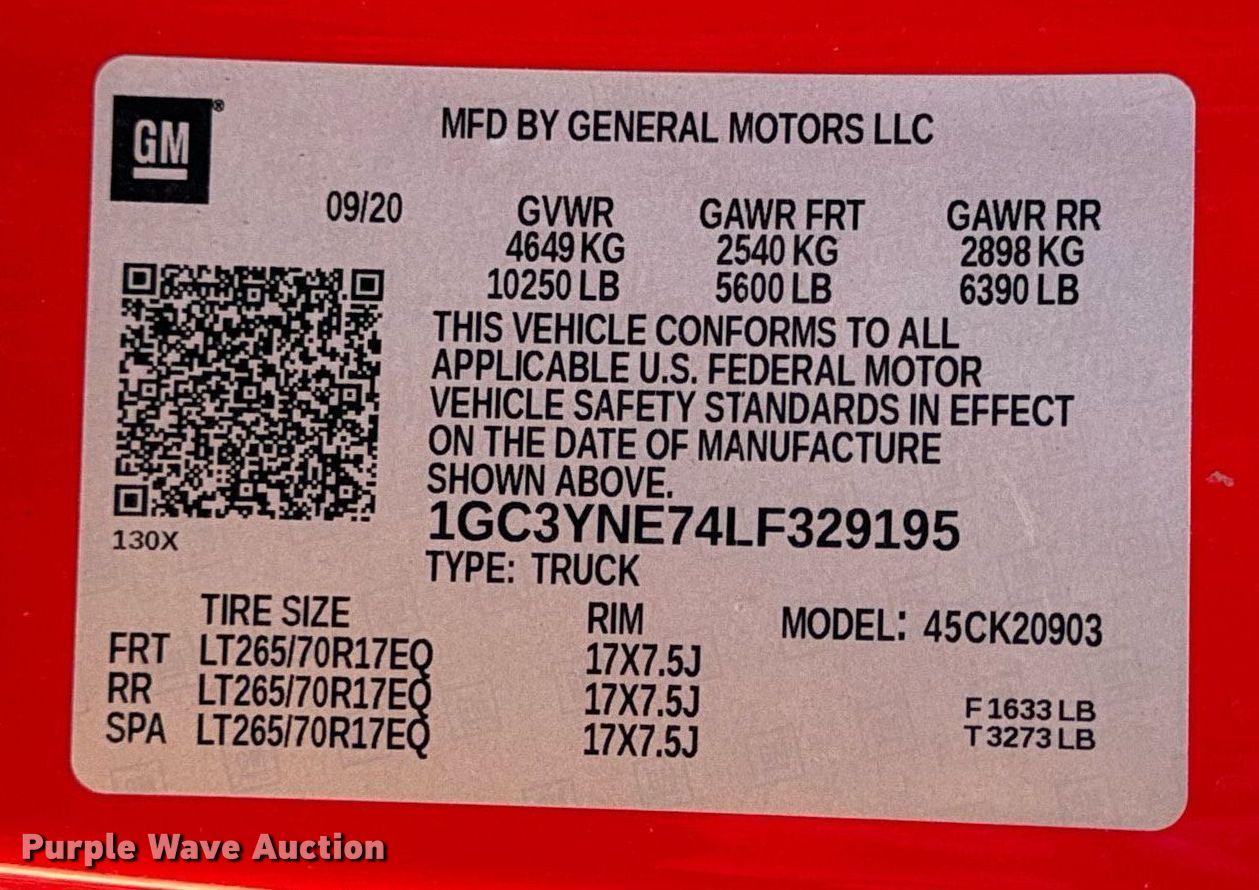 GM®
MFD BY GENERAL MOTORS LLC
09/20
GVWR GAWR FRT GAWR RR
4649 KG 2540 KG 2898 KG
10250 LB 5600 LB 6390 LB
THIS VEHICLE CONFORMS TO ALL
APPLICABLE U.S. FEDERAL MOTOR
VEHICLE SAFETY STANDARDS IN EFFECT
ON THE DATE OF MANUFACTURE
SHOWN ABOVE.
1GC3YNE74LF329195
130X
TYPE: TRUCK
TIRE SIZE RIM MODEL: 45CK20903
FRT LT265/70R17EQ 17X7.5J
RR LT265/70R17EQ 17X7.5J F 1633 LB
SPA LT265/70R17EQ 17X7.5J T 3273 LB
Purple Wave Auction